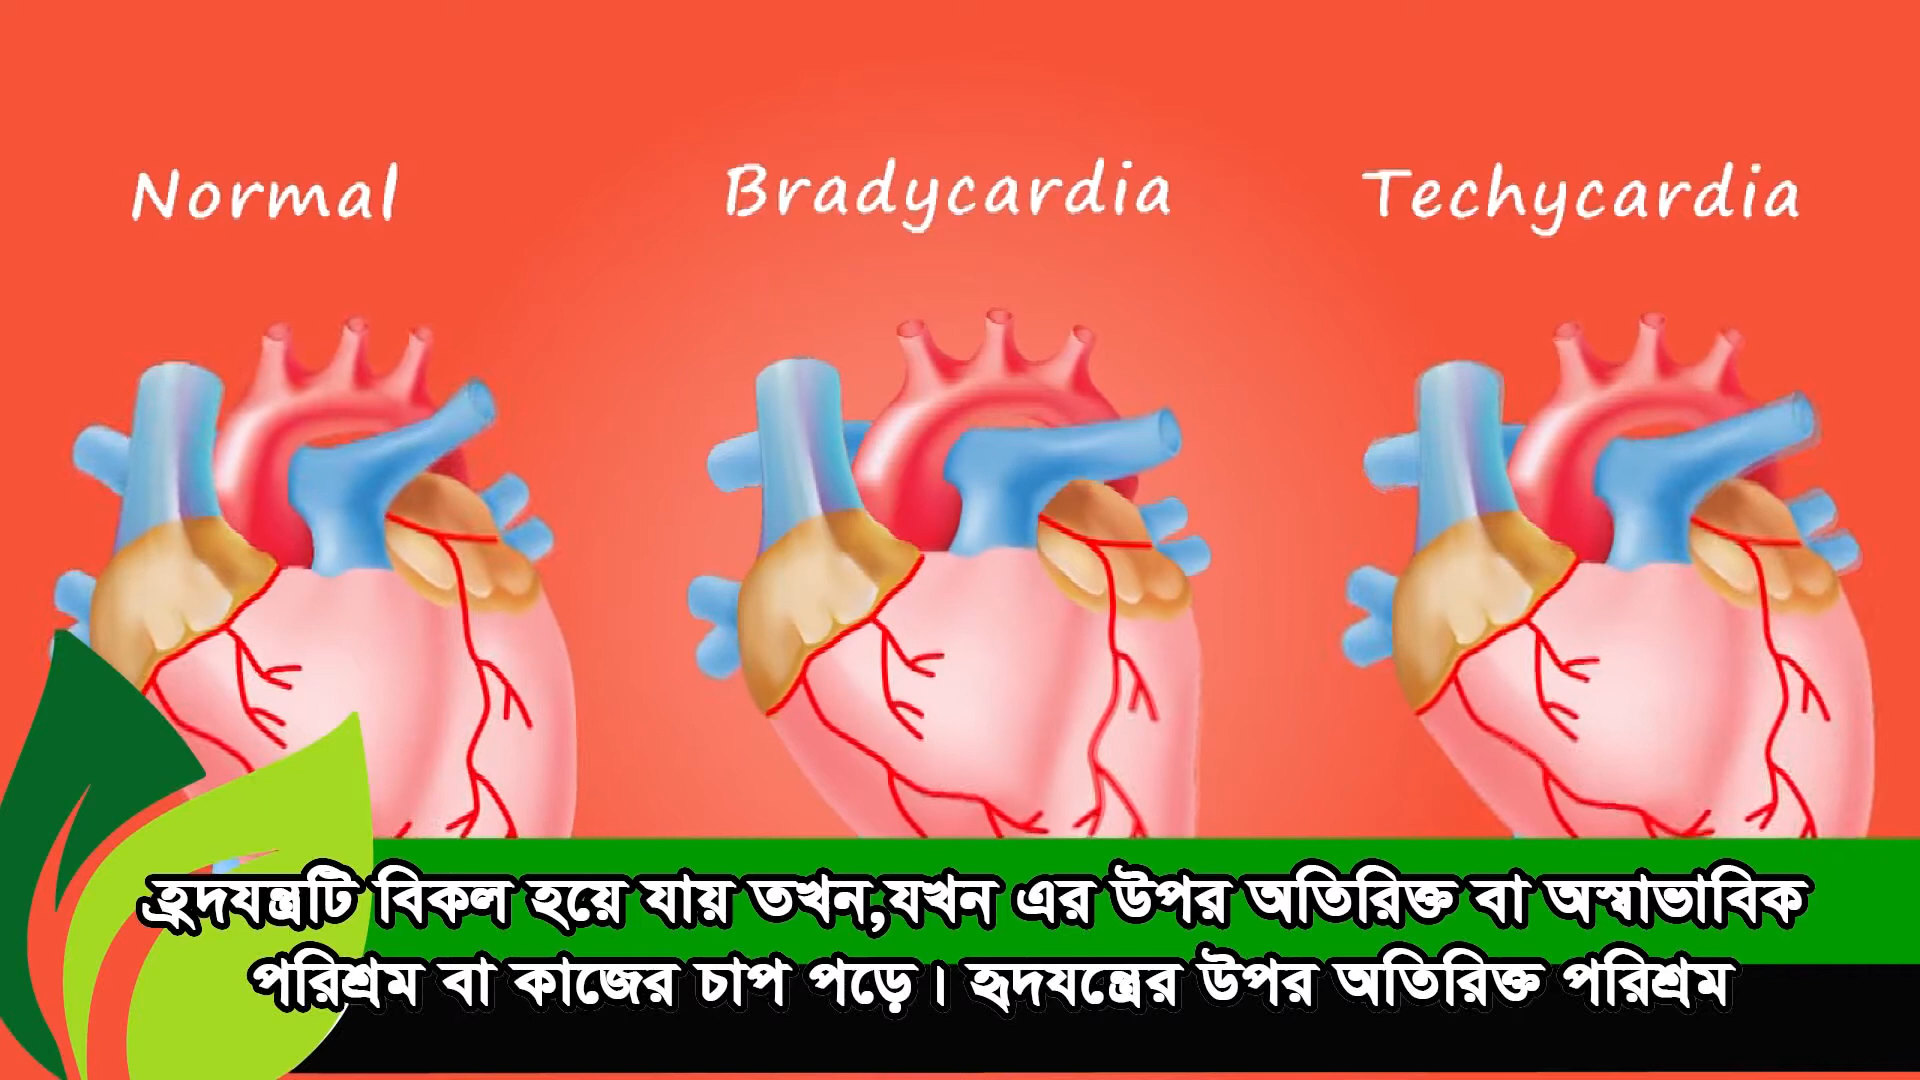 Normal Bradycardia Techycardia
হ্রদযন্ত্রটি বিকল হয়ে যায় তখন,যখন এর উপর অতিরিক্ত বা অস্বাভাবিক
পরিশ্রম বা কাজের চাপ পড়ে। হৃদযন্ত্রের উপর অতিরিক্ত পরিশ্রম